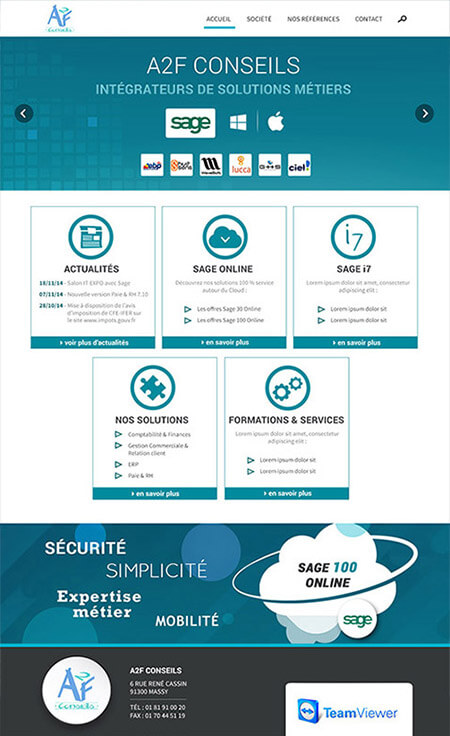 A2F
Conseils
ACCUEIL
SOCIÉTÉ
NOS RÉFÉRENCES
CONTACT
A2F CONSEILS
INTÉGRATEURS DE SOLUTIONS MÉTIERS
sage
ebp
lucca
ciel!
ACTUALITÉS
18/11/14 - Salon IT EXPO avec Sage
07/11/14 - Nouvelle version Paie & RH 7.10
28/10/14 - Mise à disposition de l'avis
d'imposition de CFE-IFER sur
le site www.impots.gouv.fr
voir plus d'actualités
SAGE ONLINE
Découvrez nos solutions 100 % service
autour du Cloud :
Les offres Sage 30 Online
Les offres Sage 100 Online
en savoir plus
i7
SAGE i7
Lorem ipsum dolor sit amet, consectetur
adipiscing elit :
Lorem ipsum dolor sit
Lorem ipsum dolor sit
en savoir plus
NOS SOLUTIONS
Comptabilité & Finances
Gestion Commerciale &
Relation client
ERP
Paie & RH
en savoir plus
FORMATIONS & SERVICES
Lorem ipsum dolor sit amet, consectetur
adipiscing elit :
Lorem ipsum dolor sit
Lorem ipsum dolor sit
en savoir plus
SÉCURITÉ
SIMPLICITÉ
Expertise
métier
MOBILITÉ
SAGE 100
ONLINE
sage
A2F
Conseils
A2F CONSEILS
6 RUE RENÉ CASSIN
91300 MASSY
TÉL : 01 81 91 00 20
FAX : 01 70 44 51 19
TeamViewer